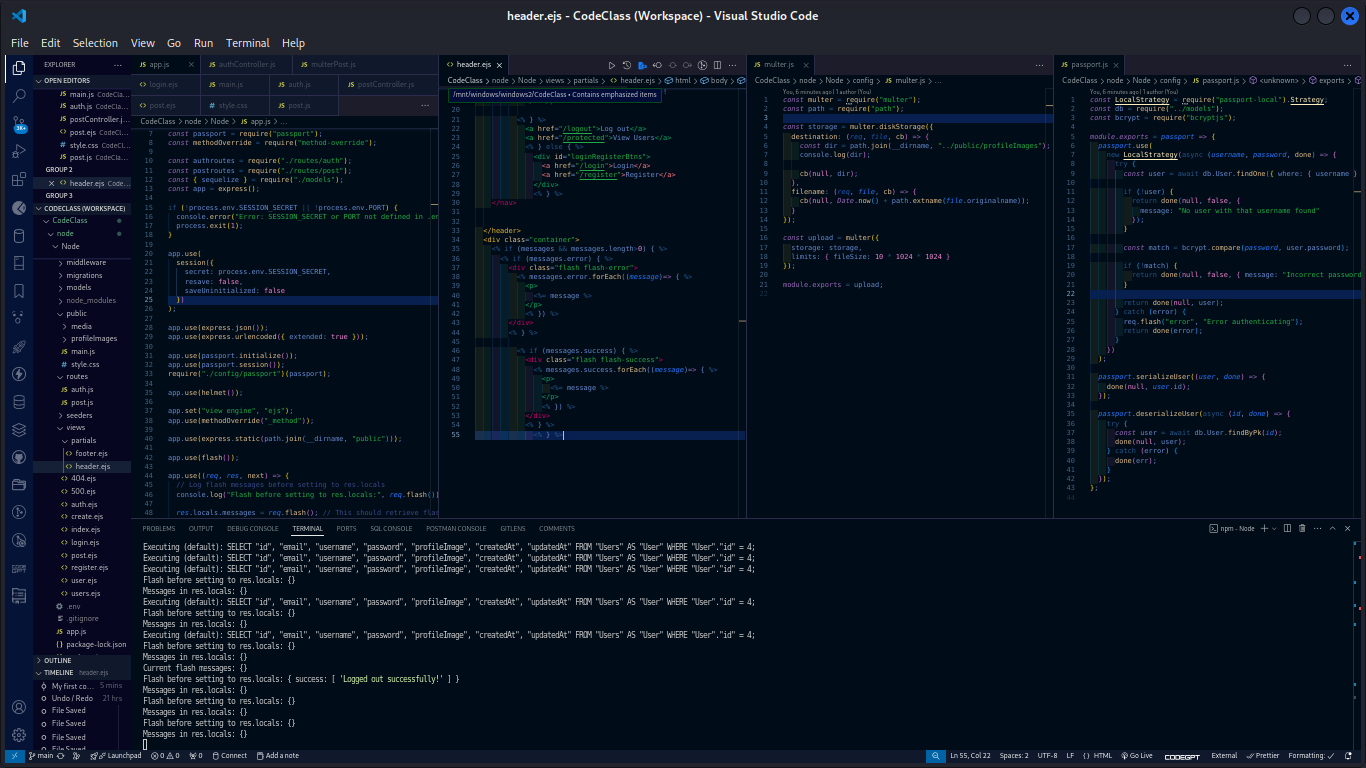 header.ejs - CodeClass (Workspace) - Visual Studio Code
File Edit Selection View Go Run Terminal Help
EXPLORER
OPEN EDITORS
main.js CodeCla...
auth.js CodeCla...
postController.j...
post.ejs CodeCl...
style.css CodeC...
post.js CodeCla...
GROUP 2
header.ejs Code...
GROUP 3
CODECLASS (WORKSPACE)
CodeClass
node
Node
middleware
migrations
models
node_modules
public
media
profileImages
main.js
style.css
routes
auth.js
post.js
seeders
views
partials
footer.ejs
header.ejs
404.ejs
500.ejs
auth.ejs
create.ejs
index.ejs
login.ejs
post.ejs
register.ejs
user.ejs
users.ejs
.env
.gitignore
app.js
package-lock.json
OUTLINE
TIMELINE header.ejs
My first co... 5 mins
Undo / Redo 21 hrs
File Saved
File Saved
File Saved
File Saved
app.js authController.js multerPost.js
login.ejs main.js auth.js postController.js
post.ejs style.css post.js
node > Node > app.js > ...
7 const passport = require("passport");
8 const methodOverride = require("method-override");
9
10 const authroutes = require("./routes/auth");
11 const postroutes = require("./routes/post");
12 const { sequelize } = require("./models");
13 const app = express();
14
15 if (!process.env.SESSION_SECRET || !process.env.PORT) {
16 console.error("Error: SESSION_SECRET or PORT not defined in .en
17 process.exit(1);
18 }
19
20 app.use(
21 session({
22 secret: process.env.SESSION_SECRET,
23 resave: false,
24 saveUninitialized: false
25 })
26 );
27
28 app.use(express.json());
29 app.use(express.urlencoded({ extended: true }));
30
31 app.use(passport.initialize());
32 app.use(passport.session());
33 require("./config/passport")(passport);
34
35 app.use(helmet());
36
37 app.set("view engine", "ejs");
38 app.use(methodOverride("_method"));
39
40 app.use(express.static(path.join(__dirname, "public")));
41
42 app.use(flash());
43
44 app.use((req, res, next) => {
45 // Log flash messages before setting to res.locals
46 console.log("Flash before setting to res.locals:", req.flash()
47
48 res.locals.messages = req.flash(); // This should retrieve flas
header.ejs
CodeClass > node > Node > views > partials > header.ejs > html > body >
/mnt/windows/windows2/CodeClass • Contains emphasized items
20
21
22 <% } %>
<a href="/logout">Log out</a>
23 <a href="/protected">View Users</a>
24 <% } else { %>
25 <div id="loginRegisterBtns">
26 <a href="/login">Login</a>
27 <a href="/register">Register</a>
28 </div>
29 <% } %>
30 </nav>
31
32
33 </header>
34 <div class="container">
35 <% if (messages && messages.length>0) { %>
36 <% if (messages.error) { %>
37 <div class="flash flash-error">
38 <% messages.error.forEach((message)=> { %>
39 <p>
40 <%= message %>
41 </p>
42 <% }) %>
43 </div>
44 <% } %>
45
46 <% if (messages.success) { %>
47 <div class="flash flash-success">
48 <% messages.success.forEach((message)=> { %>
49 <p>
50 <%= message %>
51 </p>
52 <% }) %>
53 </div>
54 <% } %>
55 <% } %>
multer.js
CodeClass > node > Node > config > multer.js > ...
You, 6 minutes ago | 1 author (You)
1 const multer = require("multer");
2 const path = require("path");
3
4 const storage = multer.diskStorage({
5 destination: (req, file, cb) => {
6 const dir = path.join(__dirname, "../public/profileImages");
7 console.log(dir);
8
9 cb(null, dir);
10 },
11 filename: (req, file, cb) => {
12 cb(null, Date.now() + path.extname(file.originalname));
13 }
14 });
15
16 const upload = multer({
17 storage: storage,
18 limits: { fileSize: 10 * 1024 * 1024 }
19 });
20
21 module.exports = upload;
22
passport.js
CodeClass > node > Node > config > passport.js > <unknown> > exports >
You, 6 minutes ago | 1 author (You)
1 const LocalStrategy = require("passport-local").Strategy;
2 const db = require("../models");
3 const bcrypt = require("bcryptjs");
4
5 module.exports = passport => {
6 passport.use(
7 new LocalStrategy(async (username, password, done) => {
8 try {
9 const user = await db.User.findOne({ where: { username }
10
11 if (!user) {
12 return done(null, false, {
13 message: "No user with that username found"
14 });
15 }
16
17 const match = bcrypt.compare(password, user.password);
18
19 if (!match) {
20 return done(null, false, { message: "Incorrect password
21 }
22
23 return done(null, user);
24 } catch (error) {
25 req.flash("error", "Error authenticating");
26 return done(error);
27 }
28 })
29 );
30
31 passport.serializeUser((user, done) => {
32 done(null, user.id);
33 });
34
35 passport.deserializeUser(async (id, done) => {
36 try {
37 const user = await db.User.findByPk(id);
38 done(null, user);
39 } catch (error) {
40 done(err);
41 }
42 });
43 };
44
PROBLEMS OUTPUT DEBUG CONSOLE TERMINAL PORTS SQL CONSOLE POSTMAN CONSOLE GITLENS COMMENTS
npm - Node
Executing (default): SELECT "id", "email", "username", "password", "profileImage", "createdAt", "updatedAt" FROM "Users" AS "User" WHERE "User"."id" = 4;
Executing (default): SELECT "id", "email", "username", "password", "profileImage", "createdAt", "updatedAt" FROM "Users" AS "User" WHERE "User"."id" = 4;
Executing (default): SELECT "id", "email", "username", "password", "profileImage", "createdAt", "updatedAt" FROM "Users" AS "User" WHERE "User"."id" = 4;
Flash before setting to res.locals: {}
Messages in res.locals: {}
Executing (default): SELECT "id", "email", "username", "password", "profileImage", "createdAt", "updatedAt" FROM "Users" AS "User" WHERE "User"."id" = 4;
Flash before setting to res.locals: {}
Messages in res.locals: {}
Executing (default): SELECT "id", "email", "username", "password", "profileImage", "createdAt", "updatedAt" FROM "Users" AS "User" WHERE "User"."id" = 4;
Flash before setting to res.locals: {}
Messages in res.locals: {}
Current flash messages: {}
Flash before setting to res.locals: { success: [ 'Logged out successfully!' ] }
Messages in res.locals: {}
Flash before setting to res.locals: {}
Messages in res.locals: {}
Flash before setting to res.locals: {}
Messages in res.locals: {}
main Launchpad 0 0 0 Connect Add a note Ln 55, Col 22 Spaces: 2 UTF-8 LF HTML Go Live CODEGPT External Prettier Formatting: